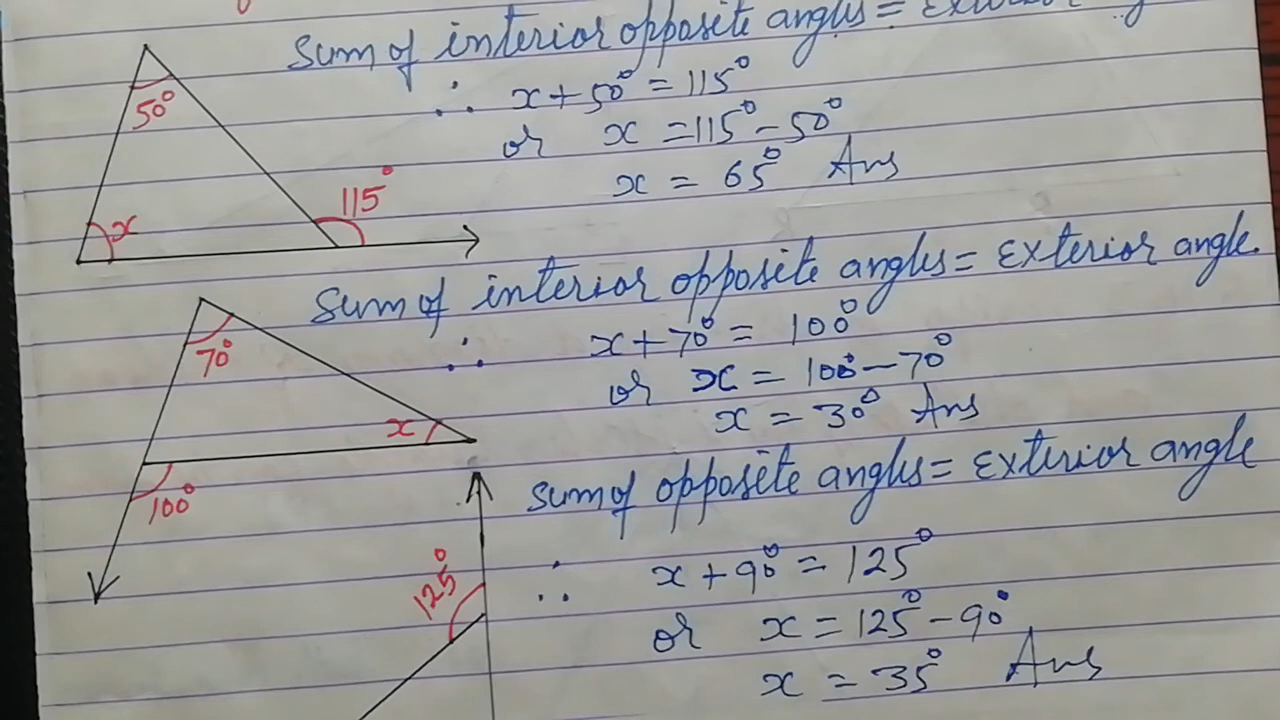 Sum of interior opposite angles = Exterior
50°
∴ x + 50° = 115°
or x = 115° - 50°
115°
x = 65° Ans
x
Sum of interior opposite angles = Exterior angle.
70°
∴ x + 70° = 100°
or x = 100° - 70°
x
x = 30° Ans
100°
Sum of opposite angles = Exterior angle
125°
∴ x + 90° = 125°
or x = 125° - 90°
x = 35° Ans